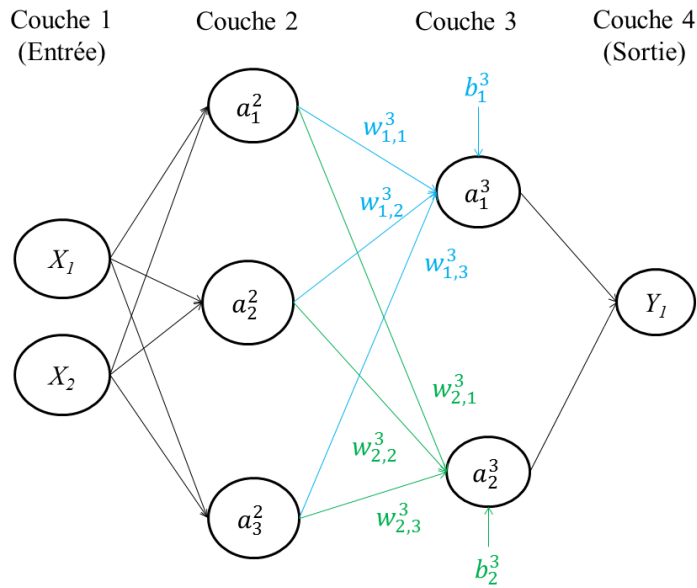 Couche 1
(Entrée)
Couche 2
Couche 3
Couche 4
(Sortie)
a_1^2
b_1^3
w_{1,1}^3
a_1^3
w_{1,2}^3
X_1
w_{1,3}^3
a_2^2
Y_1
X_2
w_{2,1}^3
w_{2,2}^3
a_2^3
a_3^2
w_{2,3}^3
b_2^3